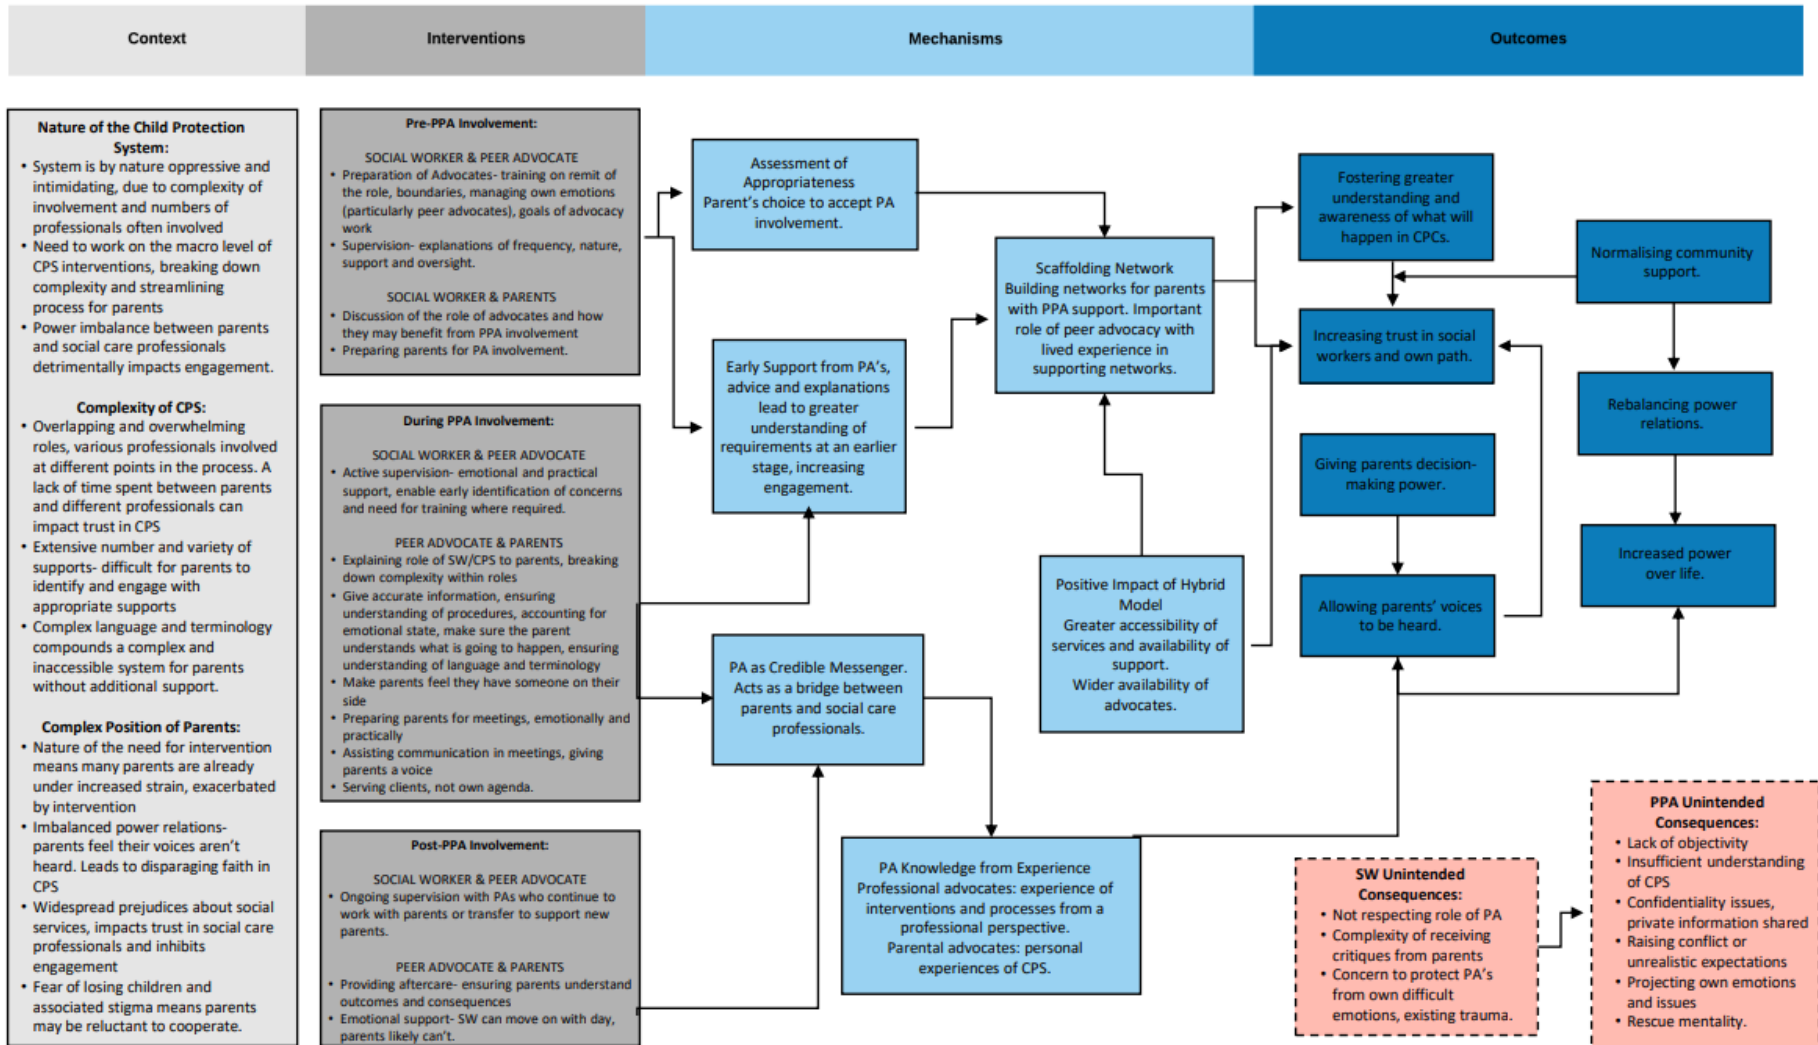 Context
Interventions
Mechanisms
Outcomes
Nature of the Child Protection
System:
• System is by nature oppressive and
intimidating, due to complexity of
involvement and numbers of
professionals often involved
• Need to work on the macro level of
CPS interventions, breaking down
complexity and streamlining
process for parents
• Power imbalance between parents
and social care professionals
detrimentally impacts engagement.
Complexity of CPS:
• Overlapping and overwhelming
roles, various professionals involved
at different points in the process. A
lack of time spent between parents
and different professionals can
impact trust in CPS
• Extensive number and variety of
supports- difficult for parents to
identify and engage with
appropriate supports
• Complex language and terminology
compounds a complex and
inaccessible system for parents
without additional support.
Complex Position of Parents:
• Nature of the need for intervention
means many parents are already
under increased strain, exacerbated
by intervention
• Imbalanced power relations-
parents feel their voices aren't
heard. Leads to disparaging faith in
CPS
• Widespread prejudices about social
services, impacts trust in social care
professionals and inhibits
engagement
• Fear of losing children and
associated stigma means parents
may be reluctant to cooperate.
Pre-PPA Involvement:
SOCIAL WORKER & PEER ADVOCATE
• Preparation of Advocates- training on remit of
the role, boundaries, managing own emotions
(particularly peer advocates), goals of advocacy
work
• Supervision- explanations of frequency, nature,
support and oversight.
SOCIAL WORKER & PARENTS
• Discussion of the role of advocates and how
they may benefit from PPA involvement
• Preparing parents for PA involvement.
During PPA Involvement:
SOCIAL WORKER & PEER ADVOCATE
• Active supervision- emotional and practical
support, enable early identification of concerns
and need for training where required.
PEER ADVOCATE & PARENTS
• Explaining role of SW/CPS to parents, breaking
down complexity within roles
• Give accurate information, ensuring
understanding of procedures, accounting for
emotional state, make sure the parent
understands what is going to happen, ensuring
understanding of language and terminology
• Make parents feel they have someone on their
side
• Preparing parents for meetings, emotionally and
practically
• Assisting communication in meetings, giving
parents a voice
• Serving clients, not own agenda.
Post-PPA Involvement:
SOCIAL WORKER & PEER ADVOCATE
• Ongoing supervision with PAs who continue to
work with parents or transfer to support new
parents.
PEER ADVOCATE & PARENTS
• Providing aftercare- ensuring parents understand
outcomes and consequences
• Emotional support- SW can move on with day,
parents likely can't.
Assessment of
Appropriateness
Parent's choice to accept PA
involvement.
Early Support from PA's,
advice and explanations
lead to greater
understanding of
requirements at an earlier
stage, increasing
engagement.
PA as Credible Messenger.
Acts as a bridge between
parents and social care
professionals.
Scaffolding Network
Building networks for parents
with PPA support. Important
role of peer advocacy with
lived experience in
supporting networks.
Positive Impact of Hybrid
Model
Greater accessibility of
services and availability of
support.
Wider availability of
advocates.
PA Knowledge from Experience
Professional advocates: experience of
interventions and processes from a
professional perspective.
Parental advocates: personal
experiences of CPS.
Fostering greater
understanding and
awareness of what will
happen in CPCs.
Increasing trust in social
workers and own path.
Giving parents decision-
making power.
Allowing parents' voices
to be heard.
Normalising community
support.
Rebalancing power
relations.
Increased power
over life.
SW Unintended
Consequences:
• Not respecting role of PA
• Complexity of receiving
critiques from parents
• Concern to protect PA's
from own difficult
emotions, existing trauma.
PPA Unintended
Consequences:
• Lack of objectivity
• Insufficient understanding
of CPS
• Confidentiality issues,
private information shared
• Raising conflict or
unrealistic expectations
• Projecting own emotions
and issues
• Rescue mentality.